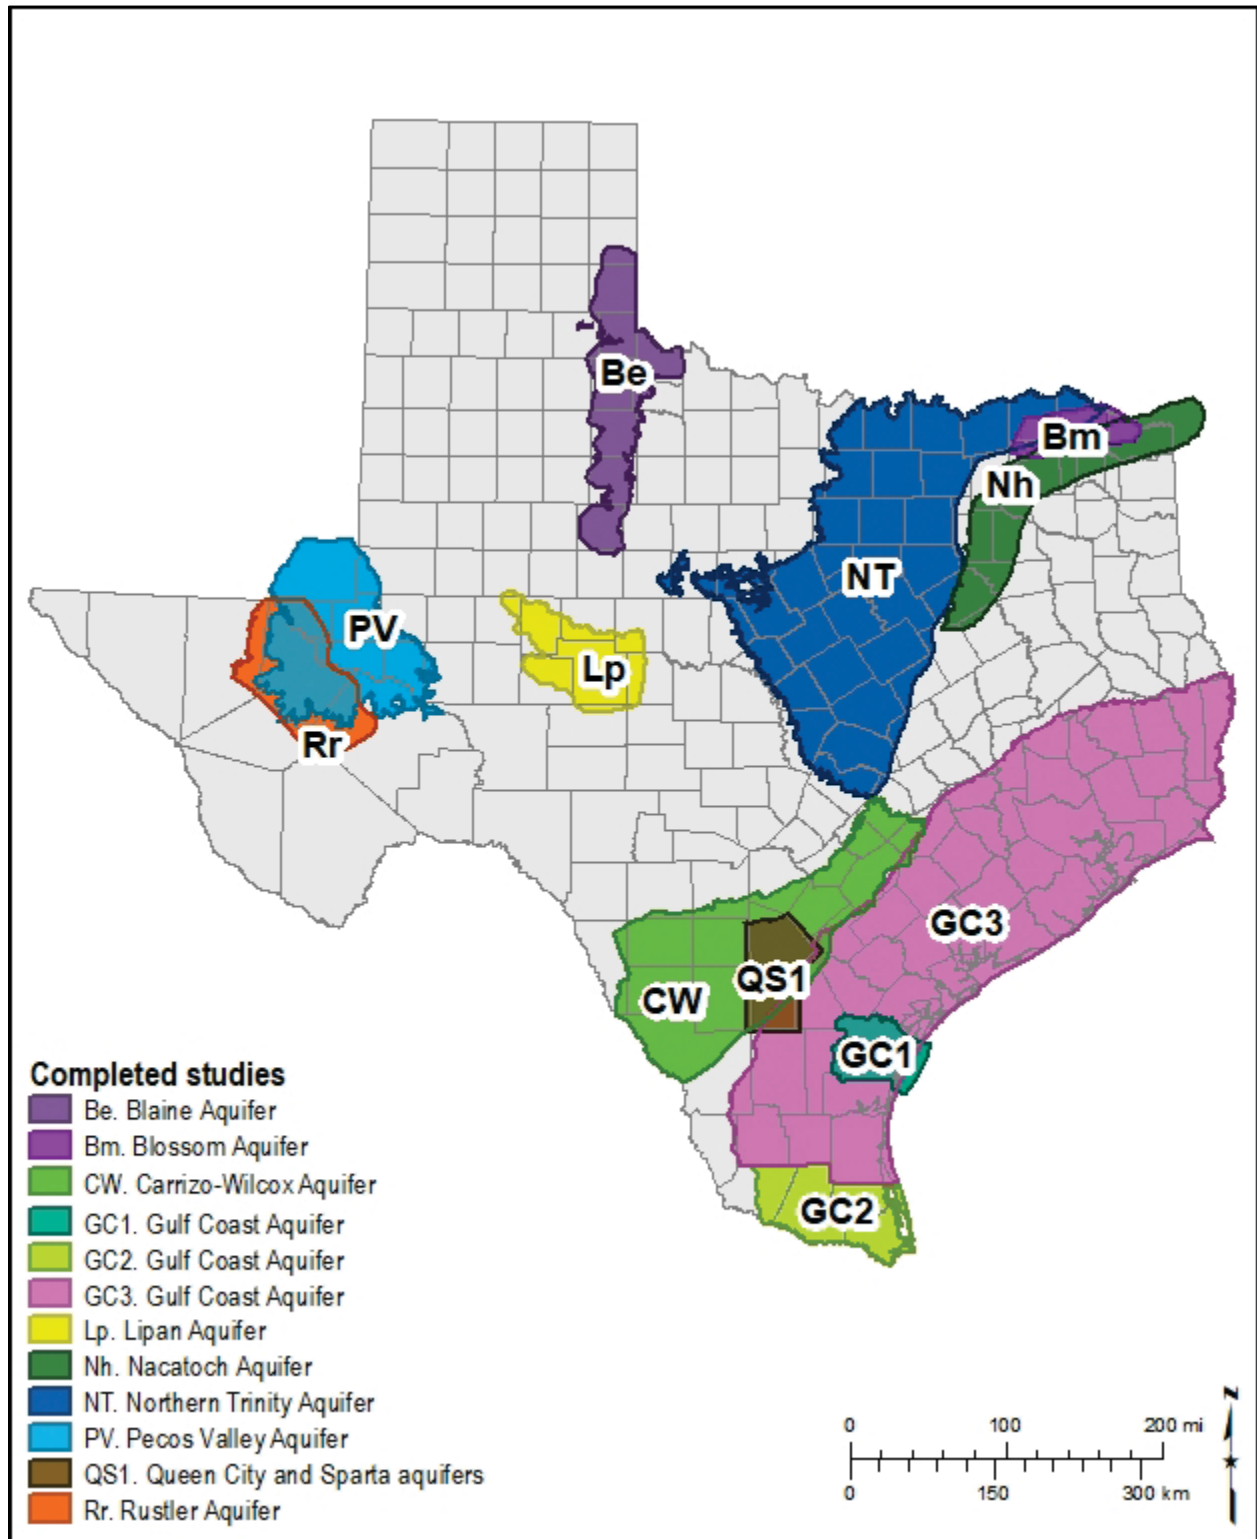 Be
Bm
Nh
NT
PV
Lp
Rr
GC3
QS1
CW
GC1
GC2
Completed studies
Be. Blaine Aquifer
Bm. Blossom Aquifer
CW. Carrizo-Wilcox Aquifer
GC1. Gulf Coast Aquifer
GC2. Gulf Coast Aquifer
GC3. Gulf Coast Aquifer
Lp. Lipan Aquifer
Nh. Nacatoch Aquifer
NT. Northern Trinity Aquifer
PV. Pecos Valley Aquifer
QS1. Queen City and Sparta aquifers
Rr. Rustler Aquifer
0 100 200 mi
0 150 300 km
N